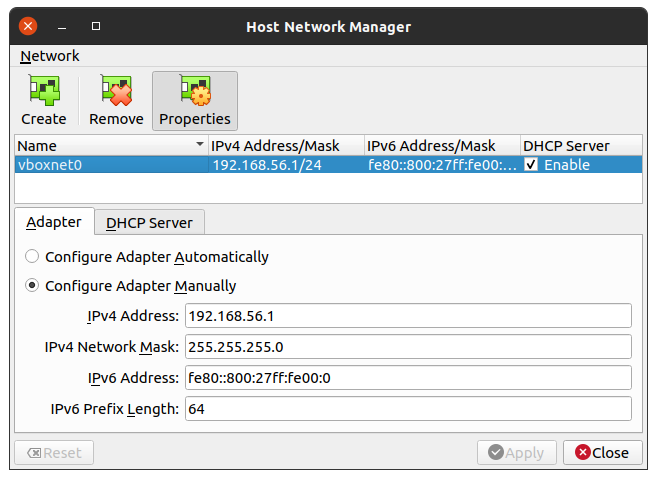 Host Network Manager
Network
Create Remove Properties
Name IPv4 Address/Mask IPv6 Address/Mask DHCP Server
vboxnet0 192.168.56.1/24 fe80::800:27ff:fe00:... Enable
Adapter DHCP Server
Configure Adapter Automatically
Configure Adapter Manually
IPv4 Address: 192.168.56.1
IPv4 Network Mask: 255.255.255.0
IPv6 Address: fe80::800:27ff:fe00:0
IPv6 Prefix Length: 64
Reset Apply Close